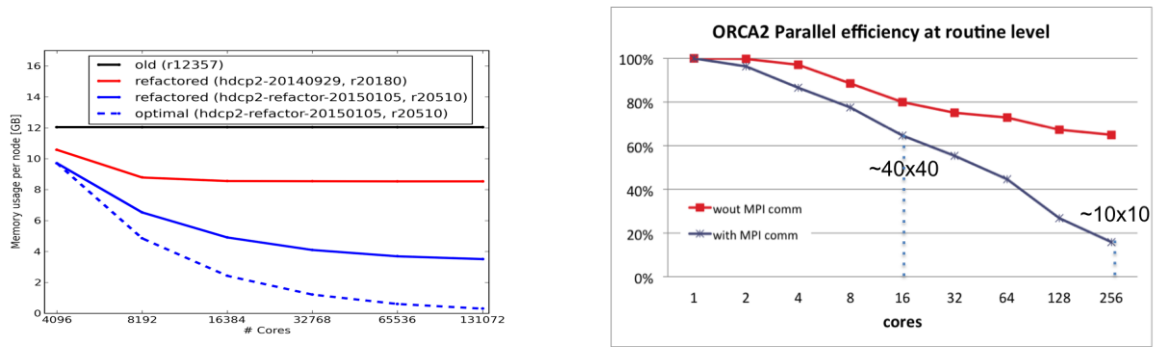 old (r12357)
refactored (hdcp2-20140929, r20180)
refactored (hdcp2-refactor-20150105, r20510)
optimal (hdcp2-refactor-20150105, r20510)
Memory usage per node [GB]
16
14
12
10
8
6
4
2
0
4096 8192 16384 32768 65536 131072
# Cores
ORCA2 Parallel efficiency at routine level
100%
80%
60%
40%
20%
0%
~40x40
~10x10
wout MPI comm
with MPI comm
1 2 4 8 16 32 64 128 256
cores